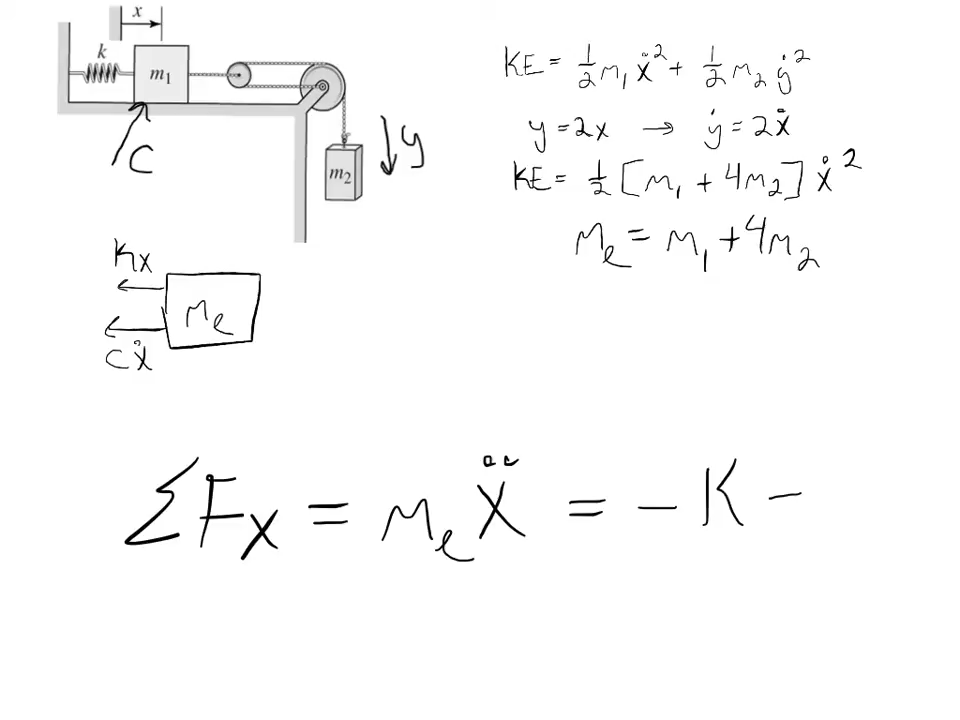 x
k
m₁
C
m₂
y
KE = ½ m₁ ẋ² + ½ m₂ ẏ²
y = 2x → ẏ = 2ẋ
KE = ½ [m₁ + 4m₂] ẋ²
mₑ = m₁ + 4m₂
Kx
mₑ
cẋ
ΣFₓ = mₑ ẍ = - K -